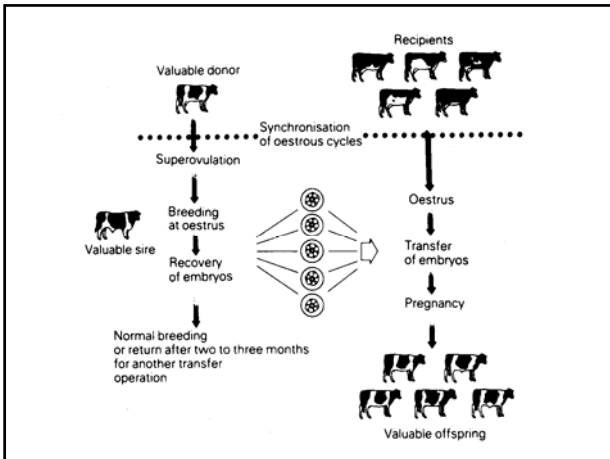 Recipients
Valuable donor
Synchronisation
of oestrous cycles
Superovulation
Oestrus
Breeding
at oestrus
Valuable sire
Transfer
of embryos
Recovery
of embryos
Pregnancy
Normal breeding
or return after two to three months
for another transfer
operation
Valuable offspring